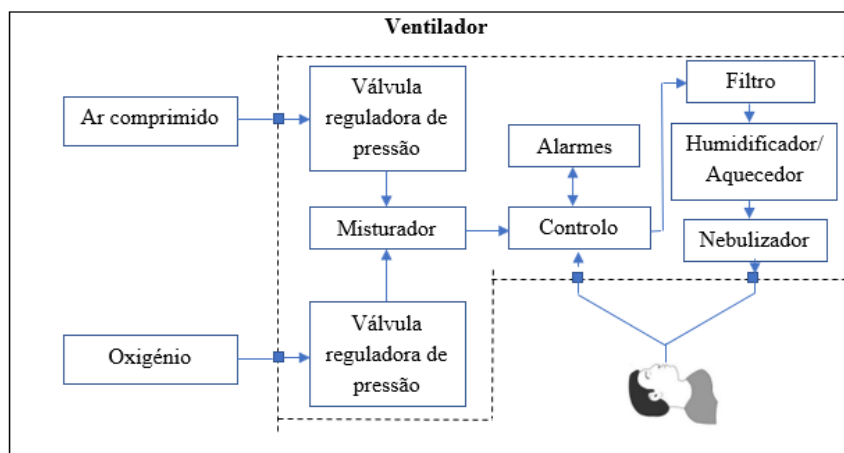 Ventilador
Ar comprimido
Válvula
reguladora de
pressão
Filtro
Alarmes
Humidificador/
Aquecedor
Misturador
Controlo
Nebulizador
Oxigénio
Válvula
reguladora de
pressão